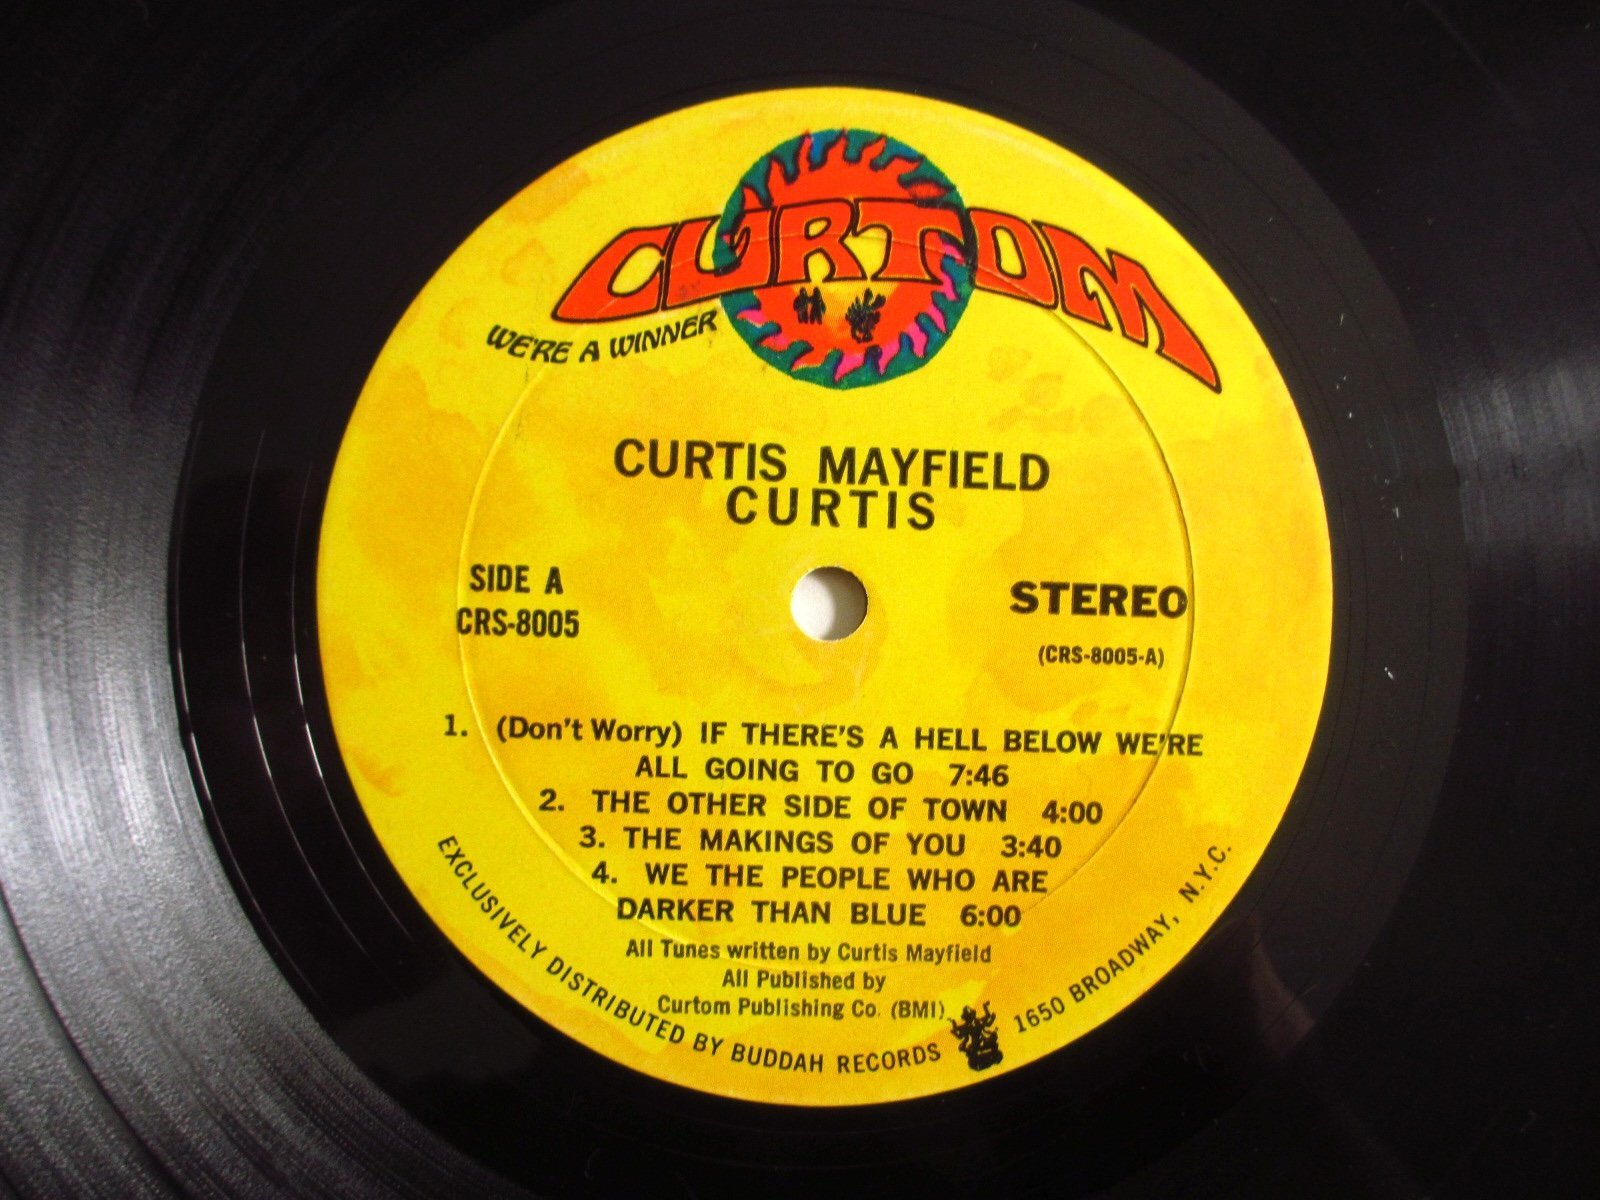 CURTOM
WE'RE A WINNER
CURTIS MAYFIELD
CURTIS
SIDE A
CRS-8005
STEREO
(CRS-8005-A)
1. (Don't Worry) IF THERE'S A HELL BELOW WE'RE
ALL GOING TO GO 7:46
2. THE OTHER SIDE OF TOWN 4:00
3. THE MAKINGS OF YOU 3:40
4. WE THE PEOPLE WHO ARE
DARKER THAN BLUE 6:00
All Tunes written by Curtis Mayfield
All Published by
Curtom Publishing Co. (BMI)
EXCLUSIVELY DISTRIBUTED BY BUDDAH RECORDS 1650 BROADWAY, N.Y.C.